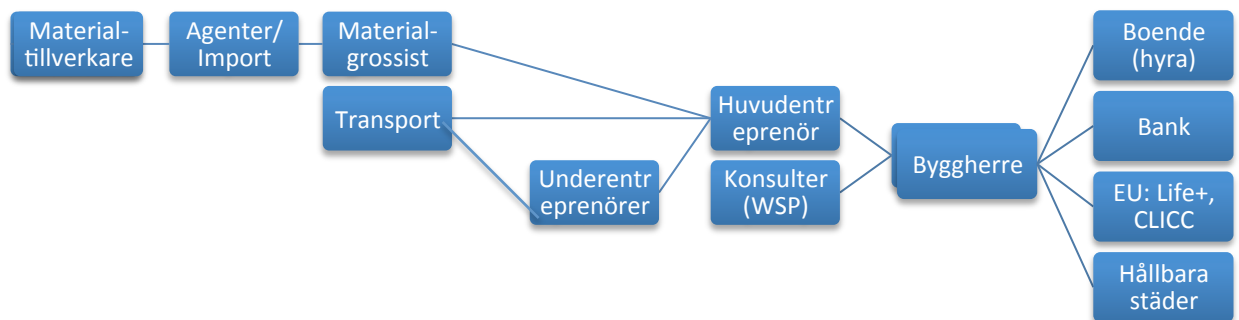 Material-
tillverkare
Agenter/
Import
Material-
grossist
Transport
Underentr
eprenörer
Huvudentr
eprenör
Konsulter
(WSP)
Byggherre
Boende
(hyra)
Bank
EU: Life+,
CLICC
Hållbara
städer